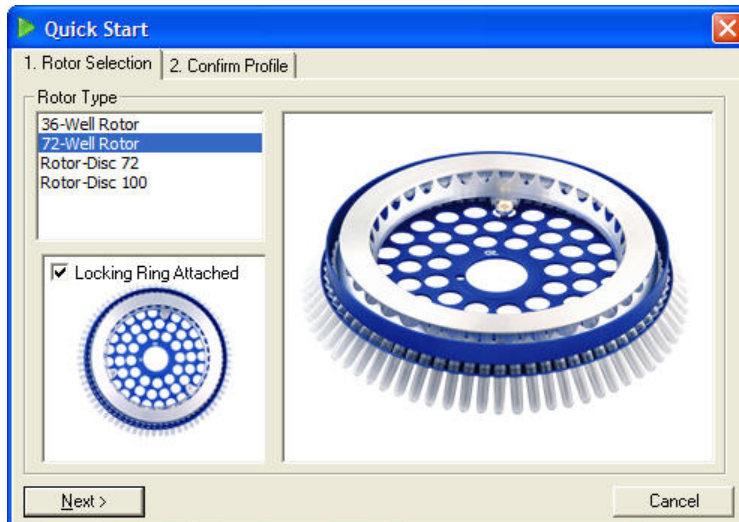 Quick Start
1. Rotor Selection
2. Confirm Profile
Rotor Type
36-Well Rotor
72-Well Rotor
Rotor-Disc 72
Rotor-Disc 100
Locking Ring Attached
Next >
Cancel